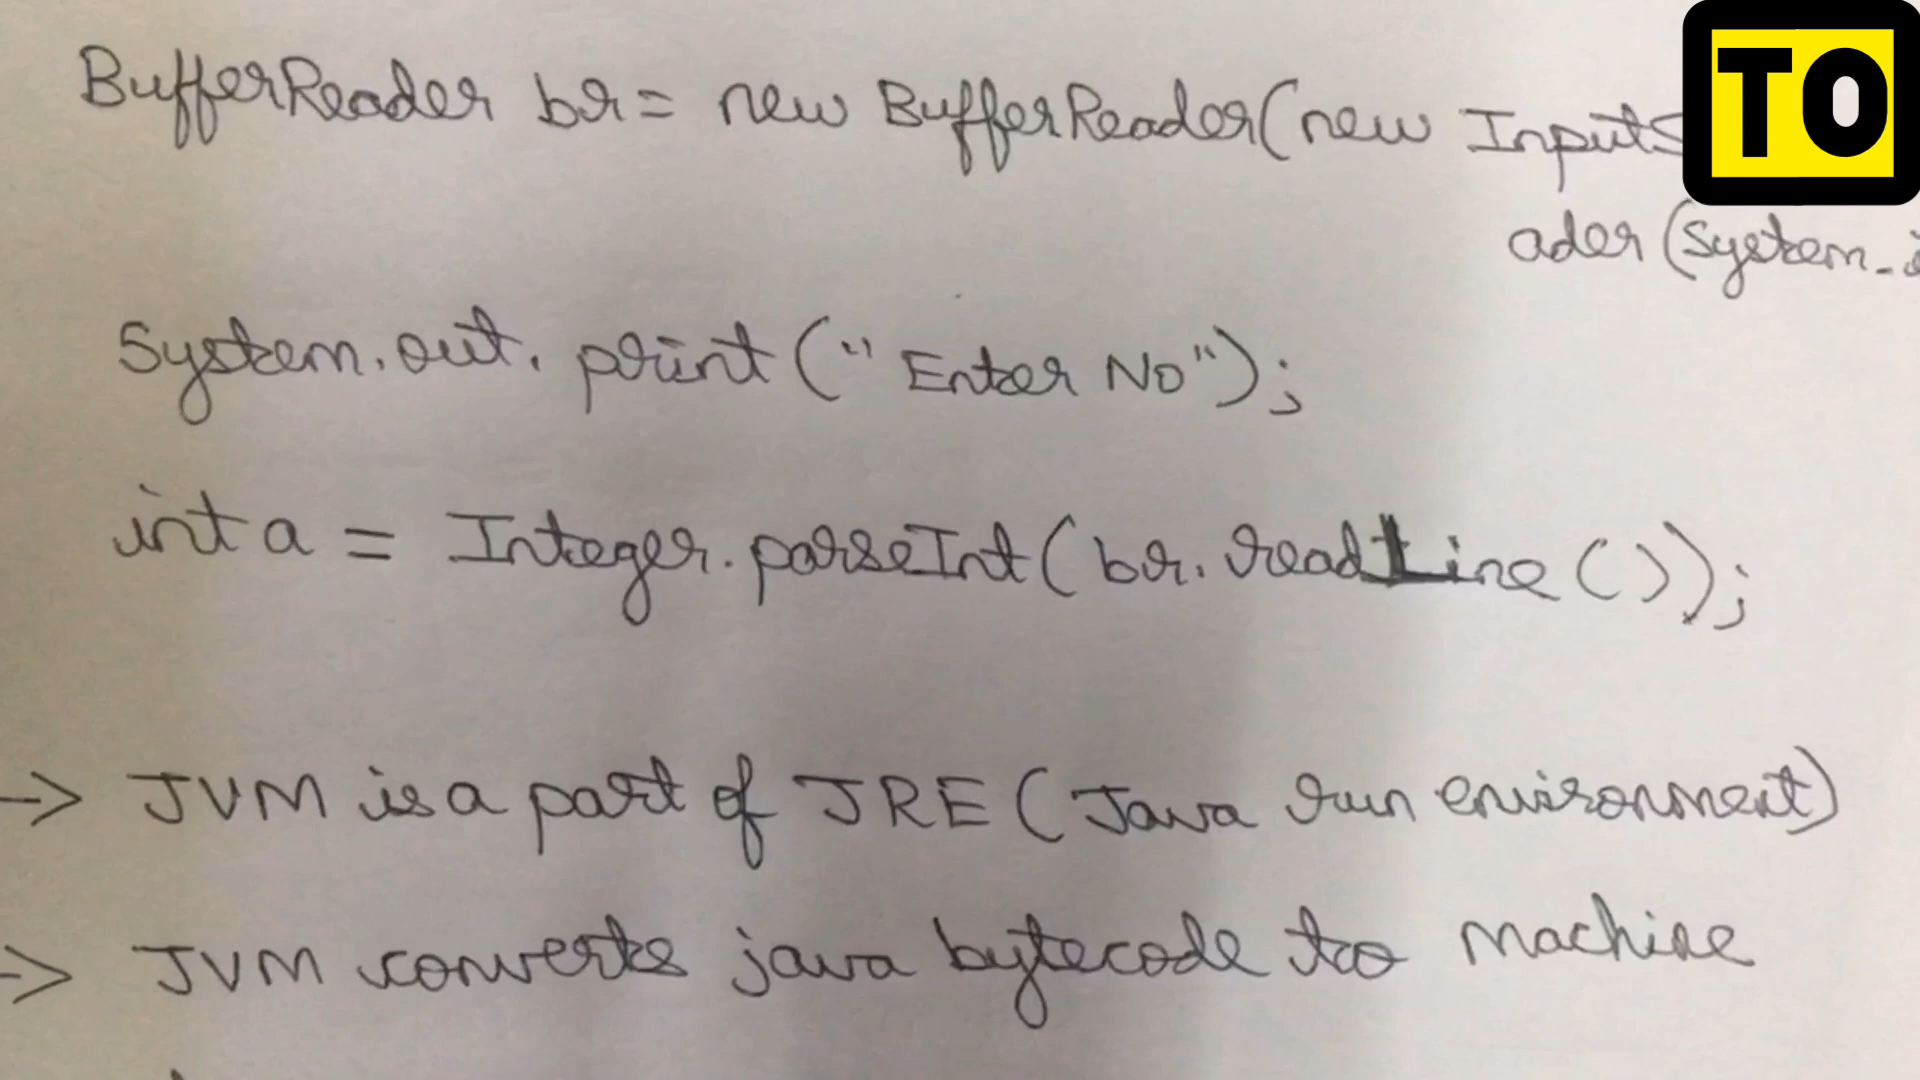 BufferReader br= new BufferReader(new InputS
TO
ader (System.i
System.out.print("Enter No");
int a = Integer.parseInt(br.readLine());
-> JVM is a part of JRE (Java run environment)
-> JVM converts java bytecode to machine